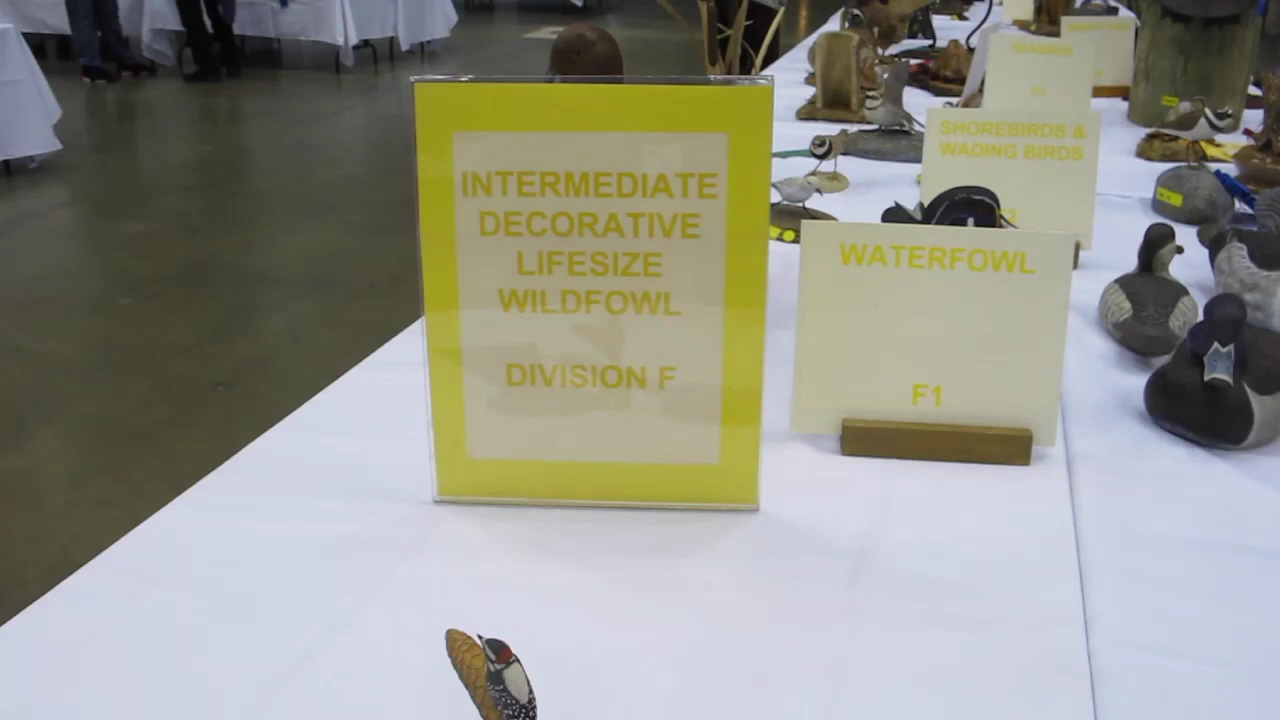 INTERMEDIATE
DECORATIVE
LIFESIZE
WILDFOWL
DIVISION F
WATERFOWL
F1
SHOREBIRDS &
WADING BIRDS